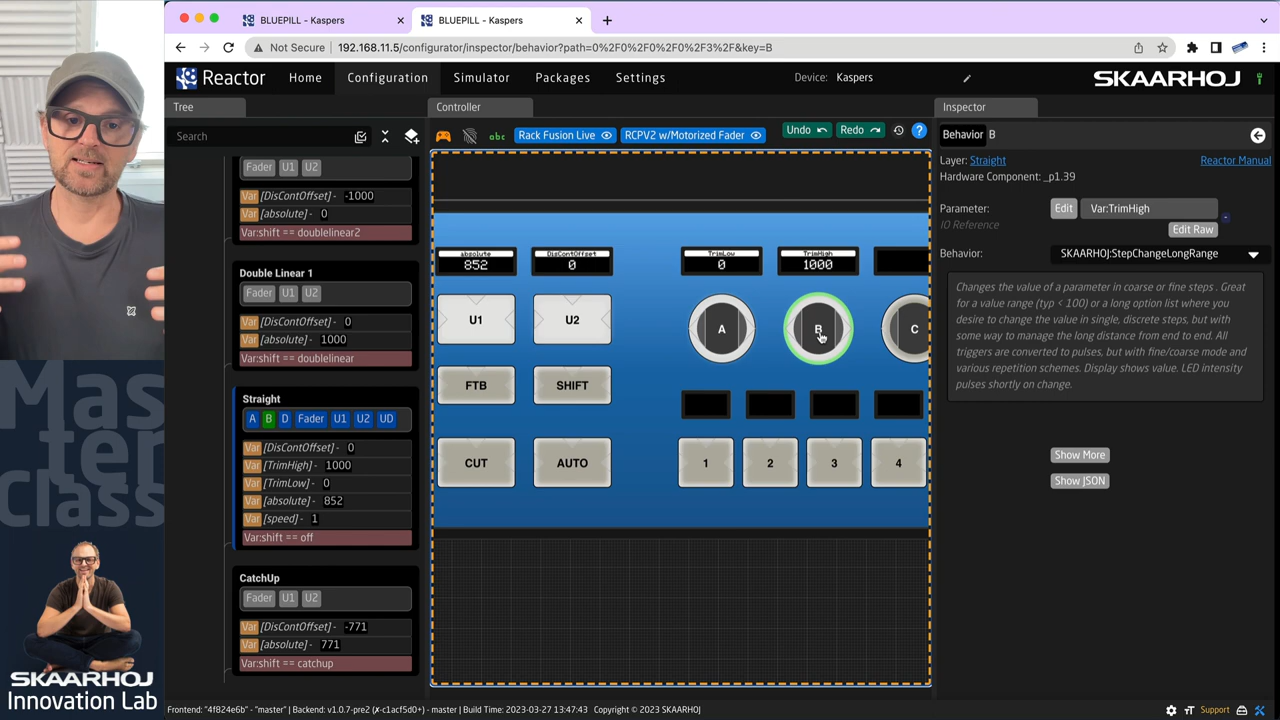 BLUEPILL - Kaspers
BLUEPILL - Kaspers
Not Secure | 192.168.11.5/configurator/inspector/behavior?path=0%2F0%2F0%2F0%2F3%2F&key=B
Reactor
Home
Configuration
Simulator
Packages
Settings
Device: Kaspers
SKAARHOJ
Tree
Controller
Inspector
Search
abc
Rack Fusion Live
RCPV2 w/Motorized Fader
Undo
Redo
?
Behavior B
Layer: Straight
Reactor Manual
Hardware Component: _p1.39
Parameter:
Edit
Var:TrimHigh
IO Reference
Edit Raw
Behavior:
SKAARHOJ:StepChangeLongRange
Changes the value of a parameter in coarse or fine steps . Great
for a value range (typ < 100) or a long option list where you
desire to change the value in single, discrete steps, but with
some way to manage the long distance from end to end. All
triggers are converted to pulses, but with fine/coarse mode and
various repetition schemes. Display shows value. LED intensity
pulses shortly on change.
Show More
Show JSON
Fader U1 U2
Var [DisContOffset] - -1000
Var [absolute] - 0
Var:shift == doublelinear2
Double Linear 1
Fader U1 U2
Var [DisContOffset] - 0
Var [absolute] - 1000
Var:shift == doublelinear
Straight
A B D Fader U1 U2 UD
Var [DisContOffset] - 0
Var [TrimHigh] - 1000
Var [TrimLow] - 0
Var [absolute] - 852
Var [speed] - 1
Var:shift == off
CatchUp
Fader U1 U2
Var [DisContOffset] - -771
Var [absolute] - 771
Var:shift == catchup
absolute
852
DisContOffset
0
TrimLow
0
TrimHigh
1000
U1
U2
A
B
C
FTB
SHIFT
CUT
AUTO
1
2
3
4
Mas
ter
Class
SKAARHOJ
Innovation Lab
Frontend: "4f824e6b" - "master" | Backend: v1.0.7-pre2 (X-c1acf5d0+) - master | Build Time: 2023-03-27 13:47:43
Copyright © 2023 SKAARHOJ
Support